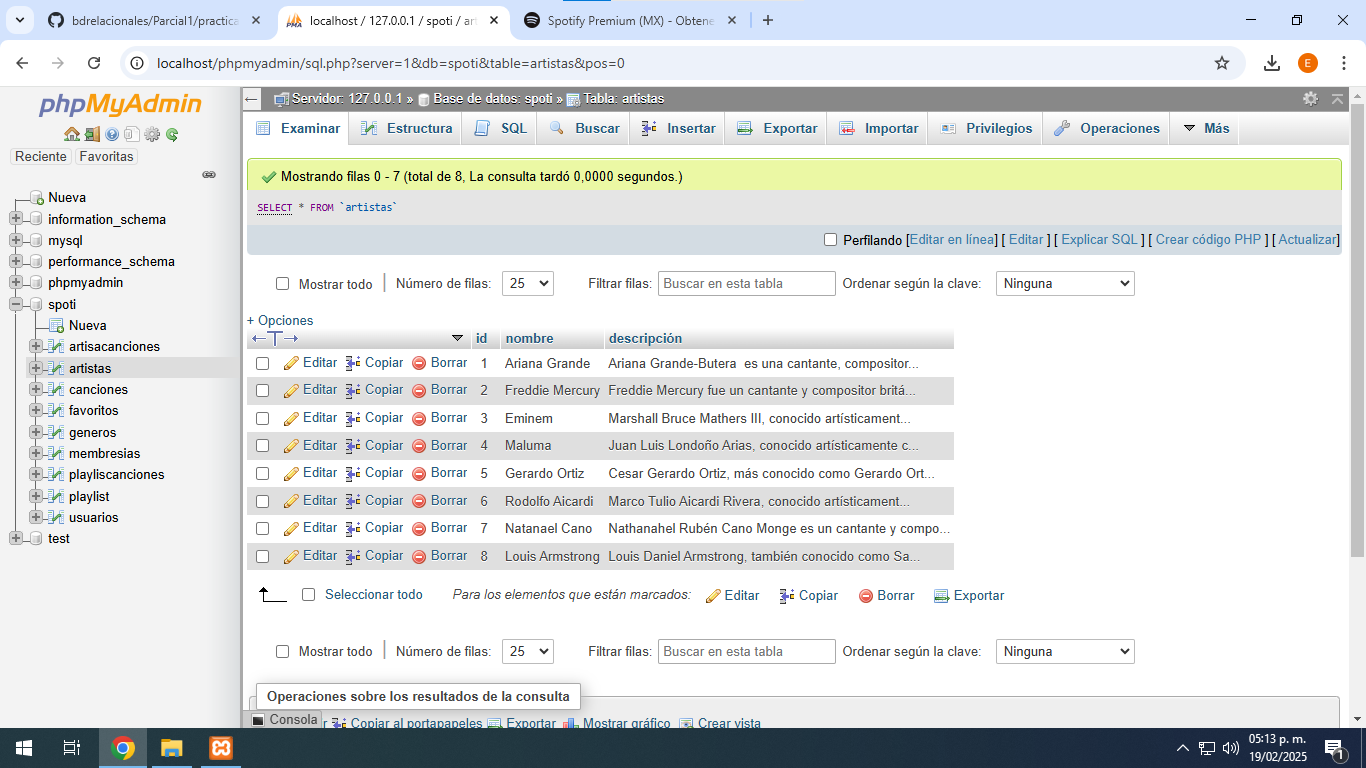 bdrelacionales/Parcial1/practica
localhost / 127.0.0.1 / spoti / art
Spotify Premium (MX) - Obtene
localhost/phpmyadmin/sql.php?server=1&db=spoti&table=artistas&pos=0
E
phpMyAdmin
Reciente Favoritas
Nueva
information_schema
mysql
performance_schema
phpmyadmin
spoti
Nueva
artisacanciones
artistas
canciones
favoritos
generos
membresias
playliscanciones
playlist
usuarios
test
Servidor: 127.0.0.1 » Base de datos: spoti » Tabla: artistas
Examinar Estructura SQL Buscar Insertar Exportar Importar Privilegios Operaciones Más
Mostrando filas 0 - 7 (total de 8, La consulta tardó 0,0000 segundos.)
SELECT * FROM `artistas`
Perfilando [Editar en línea] [ Editar ] [ Explicar SQL ] [ Crear código PHP ] [ Actualizar]
Mostrar todo Número de filas: 25 Filtrar filas: Buscar en esta tabla Ordenar según la clave: Ninguna
+ Opciones
id nombre descripción
Editar Copiar Borrar 1 Ariana Grande Ariana Grande-Butera es una cantante, compositor...
Editar Copiar Borrar 2 Freddie Mercury Freddie Mercury fue un cantante y compositor britá...
Editar Copiar Borrar 3 Eminem Marshall Bruce Mathers III, conocido artísticament...
Editar Copiar Borrar 4 Maluma Juan Luis Londoño Arias, conocido artísticamente c...
Editar Copiar Borrar 5 Gerardo Ortiz Cesar Gerardo Ortiz, más conocido como Gerardo Ort...
Editar Copiar Borrar 6 Rodolfo Aicardi Marco Tulio Aicardi Rivera, conocido artísticament...
Editar Copiar Borrar 7 Natanael Cano Nathanahel Rubén Cano Monge es un cantante y compo...
Editar Copiar Borrar 8 Louis Armstrong Louis Daniel Armstrong, también conocido como Sa...
Seleccionar todo Para los elementos que están marcados: Editar Copiar Borrar Exportar
Mostrar todo Número de filas: 25 Filtrar filas: Buscar en esta tabla Ordenar según la clave: Ninguna
Operaciones sobre los resultados de la consulta
Consola
Copiar al portapapeles Exportar Mostrar gráfico Crear vista
05:13 p. m.
19/02/2025
1